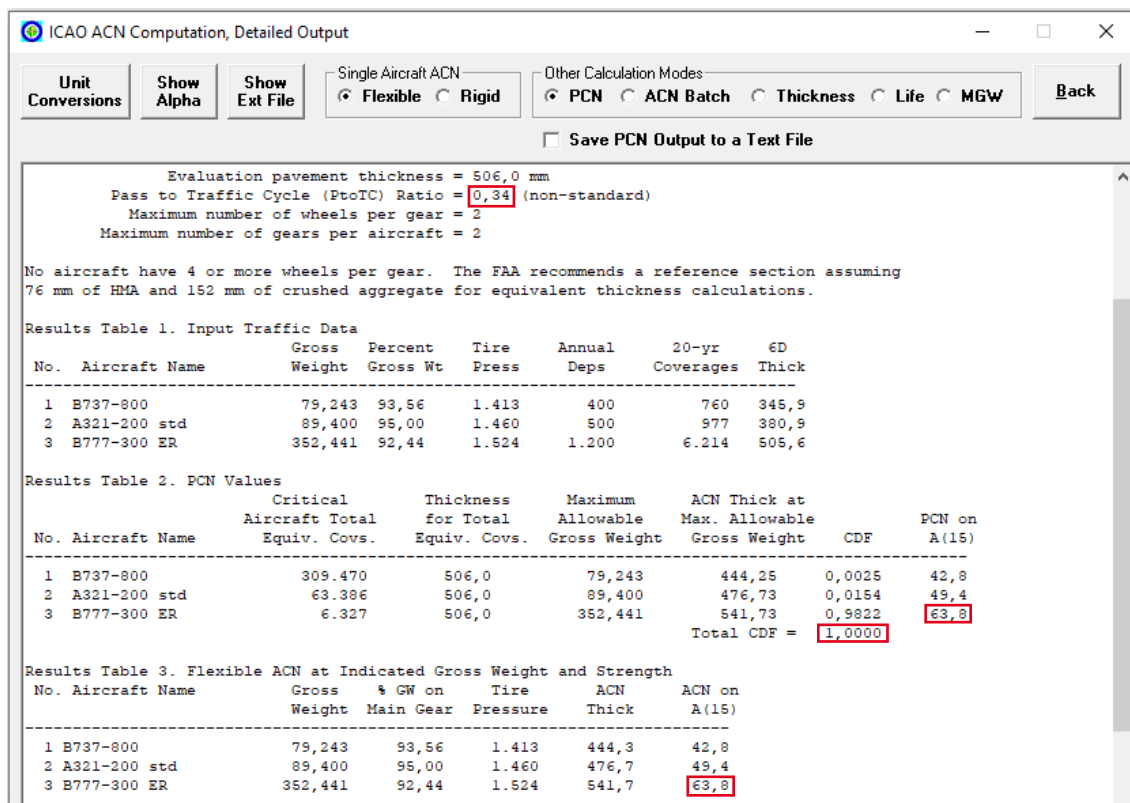 ICAO ACN Computation, Detailed Output
Unit Conversions
Show Alpha
Show Ext File
Single Aircraft ACN
Flexible Rigid
Other Calculation Modes
PCN ACN Batch Thickness Life MGW
Back
Save PCN Output to a Text File
Evaluation pavement thickness = 506,0 mm
Pass to Traffic Cycle (PtoTC) Ratio = 0,34 (non-standard)
Maximum number of wheels per gear = 2
Maximum number of gears per aircraft = 2
No aircraft have 4 or more wheels per gear. The FAA recommends a reference section assuming
76 mm of HMA and 152 mm of crushed aggregate for equivalent thickness calculations.
Results Table 1. Input Traffic Data
Gross Percent Tire Annual 20-yr 6D
No. Aircraft Name Weight Gross Wt Press Deps Coverages Thick
1 B737-800 79,243 93,56 1.413 400 760 345,9
2 A321-200 std 89,400 95,00 1.460 500 977 380,9
3 B777-300 ER 352,441 92,44 1.524 1.200 6.214 505,6
Results Table 2. PCN Values
Critical Thickness Maximum ACN Thick at
Aircraft Total for Total Allowable Max. Allowable PCN on
No. Aircraft Name Equiv. Covs. Equiv. Covs. Gross Weight Gross Weight CDF A(15)
1 B737-800 309.470 506,0 79,243 444,25 0,0025 42,8
2 A321-200 std 63.386 506,0 89,400 476,73 0,0154 49,4
3 B777-300 ER 6.327 506,0 352,441 541,73 0,9822 63,8
Total CDF = 1,0000
Results Table 3. Flexible ACN at Indicated Gross Weight and Strength
No. Aircraft Name Gross % GW on Tire ACN ACN on
Weight Main Gear Pressure Thick A(15)
1 B737-800 79,243 93,56 1.413 444,3 42,8
2 A321-200 std 89,400 95,00 1.460 476,7 49,4
3 B777-300 ER 352,441 92,44 1.524 541,7 63,8